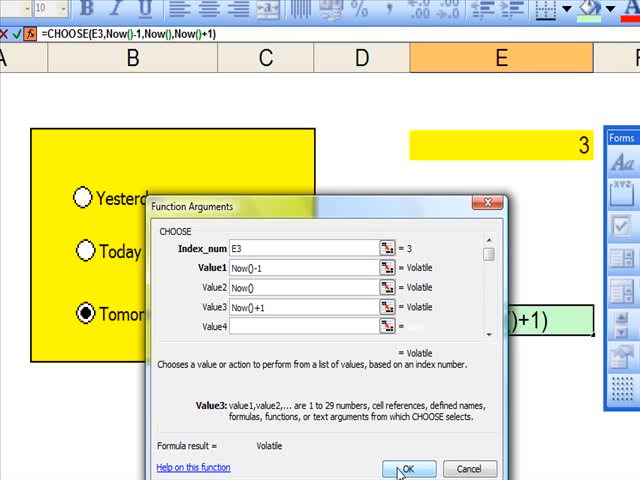 10 B I U $ % ,
=CHOOSE(E3,Now()-1,Now(),Now()+1)
A B C D E F
3
Forms
Aa
XYZ
Yesterd
Today
Tomor
()+1)
Function Arguments
CHOOSE
Index_num E3 = 3
Value1 Now()-1 = Volatile
Value2 Now() = Volatile
Value3 Now()+1 = Volatile
Value4 =
= Volatile
Chooses a value or action to perform from a list of values, based on an index number.
Value3: value1,value2,... are 1 to 29 numbers, cell references, defined names,
formulas, functions, or text arguments from which CHOOSE selects.
Formula result = Volatile
Help on this function OK Cancel